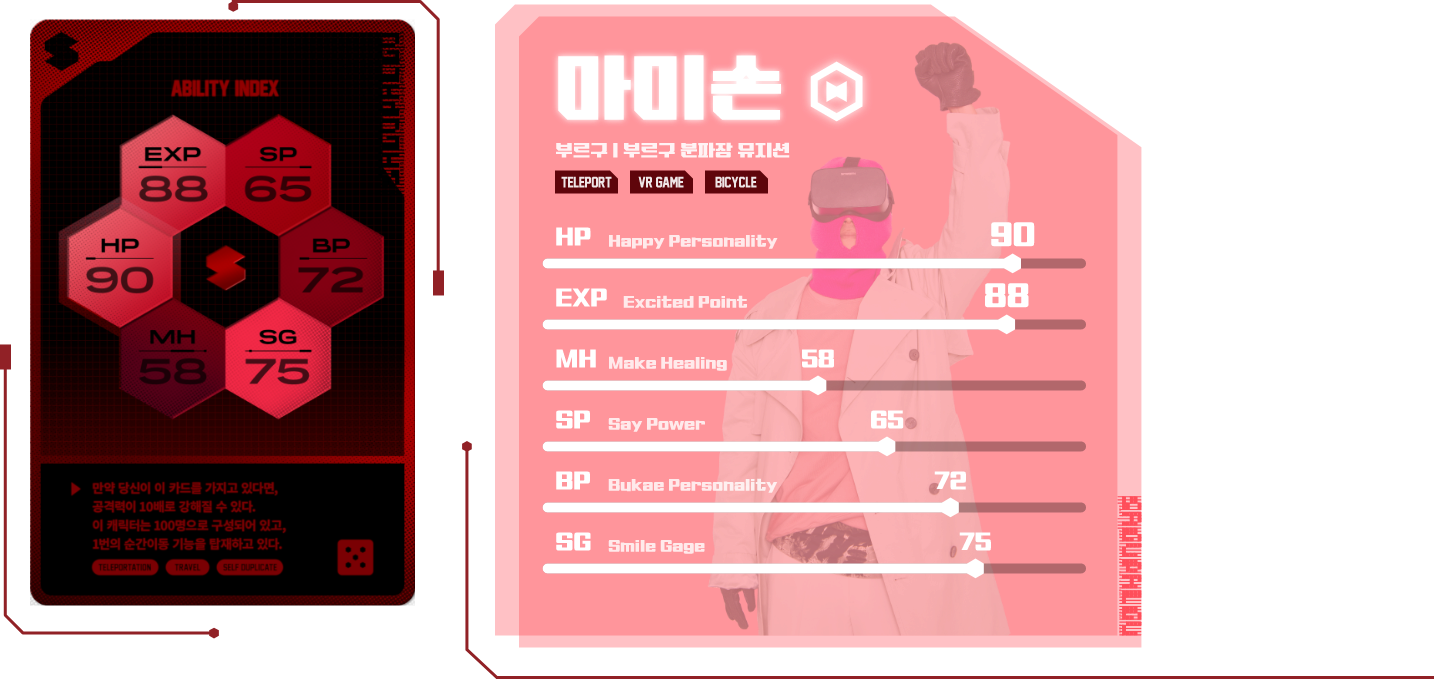 ABILITY INDEX
EXP
88
SP
65
HP
90
BP
72
MH
58
SG
75
만약 당신이 이 카드를 가지고 있다면,
공격력이 10배로 강해질 수 있다.
이 캐릭터는 100명으로 구성되어 있고,
1번의 순간이동 기능을 탑재하고 있다.
TELEPORTATION TRAVEL SELF DUPLICATE
마미손
부르구 | 부르구 분파장 뮤지션
TELEPORT VR GAME BICYCLE
HP Happy Personality 90
EXP Excited Point 88
MH Make Healing 58
SP Say Power 65
BP Bukae Personality 72
SG Smile Gage 75